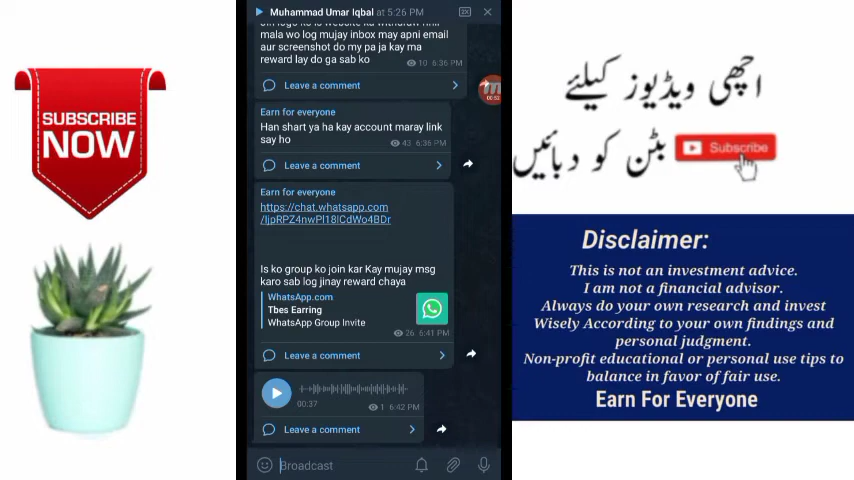 SUBSCRIBE
NOW
Muhammad Umar Iqbal at 5:26 PM
2X
mala wo log mujay inbox may apni email
aur screenshot do my pa ja kay ma
reward lay do ga sab ko
10 6:36 PM
Leave a comment
00:53
Earn for everyone
Han shart ya ha kay account maray link
say ho
43 6:36 PM
Leave a comment
Earn for everyone
https://chat.whatsapp.com
/IjpRPZ4nwPl18ICdWo4BDr
Is ko group ko join kar Kay mujay msg
karo sab log jinay reward chaya
WhatsApp.com
Tbes Earring
WhatsApp Group Invite
26 6:41 PM
Leave a comment
00:37
1 6:42 PM
Leave a comment
Broadcast
اچھی ویڈیوز کیلئے
بٹن کو دبائیں
Subscribe
Disclaimer:
This is not an investment advice.
I am not a financial advisor.
Always do your own research and invest
Wisely According to your own findings and
personal judgment.
Non-profit educational or personal use tips to
balance in favor of fair use.
Earn For Everyone